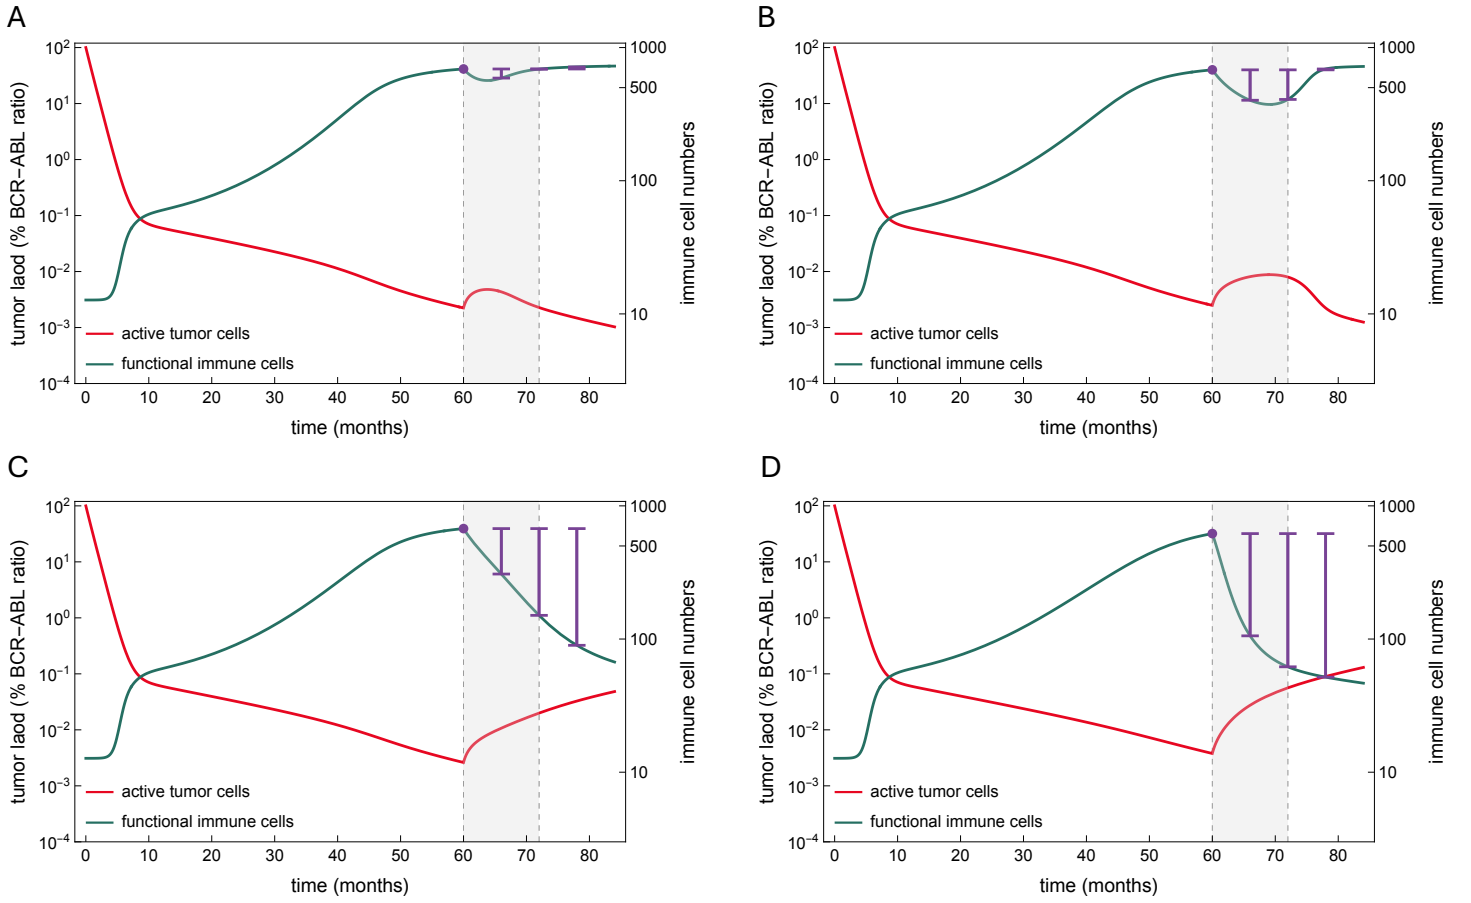 A
tumor laod (% BCR−ABL ratio)
10²
10¹
10⁰
10⁻¹
10⁻²
10⁻³
10⁻⁴
1000
500
100
10
immune cell numbers
active tumor cells
functional immune cells
0 10 20 30 40 50 60 70 80
time (months)
B
tumor laod (% BCR−ABL ratio)
10²
10¹
10⁰
10⁻¹
10⁻²
10⁻³
10⁻⁴
1000
500
100
10
immune cell numbers
active tumor cells
functional immune cells
0 10 20 30 40 50 60 70 80
time (months)
C
tumor laod (% BCR−ABL ratio)
10²
10¹
10⁰
10⁻¹
10⁻²
10⁻³
10⁻⁴
1000
500
100
10
immune cell numbers
active tumor cells
functional immune cells
0 10 20 30 40 50 60 70 80
time (months)
D
tumor laod (% BCR−ABL ratio)
10²
10¹
10⁰
10⁻¹
10⁻²
10⁻³
10⁻⁴
1000
500
100
10
immune cell numbers
active tumor cells
functional immune cells
0 10 20 30 40 50 60 70 80
time (months)